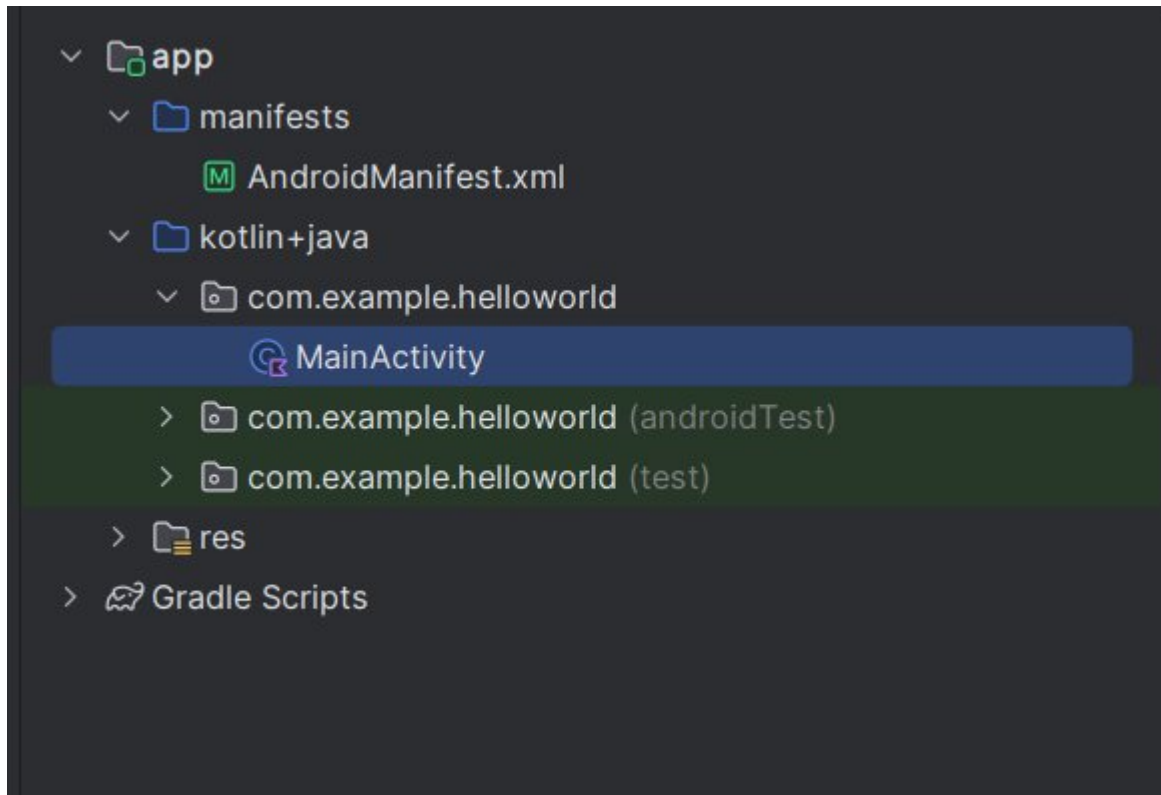 app
manifests
M AndroidManifest.xml
kotlin+java
com.example.helloworld
MainActivity
com.example.helloworld (androidTest)
com.example.helloworld (test)
res
Gradle Scripts